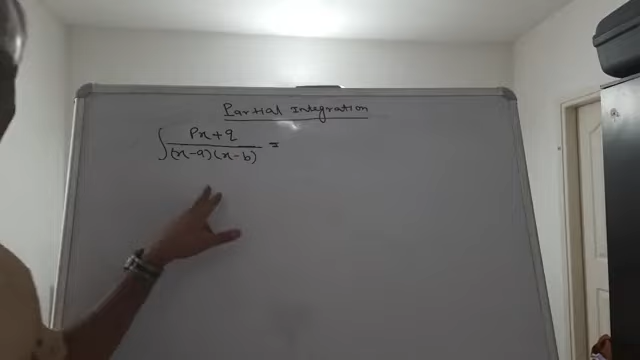 Partial Integration
∫ Px+q / (x-a)(x-b) =